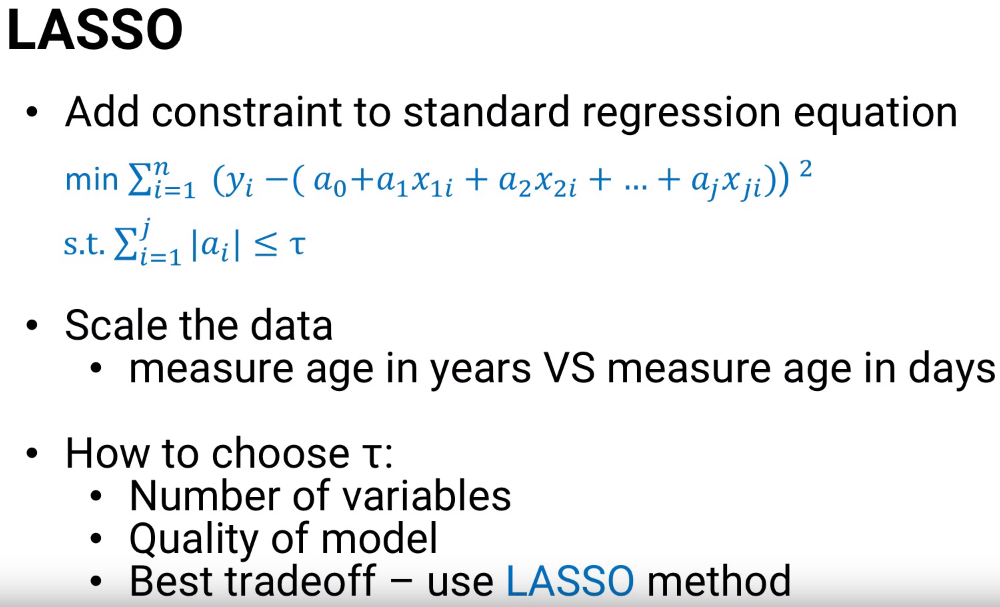 LASSO
• Add constraint to standard regression equation
min ∑ⁿᵢ₌₁ (yᵢ −( a₀+a₁x₁ᵢ + a₂x₂ᵢ + ... + aⱼxⱼᵢ)) ²
s.t. ∑ʲᵢ₌₁ |aᵢ| ≤ τ
• Scale the data
• measure age in years VS measure age in days
• How to choose τ:
• Number of variables
• Quality of model
• Best tradeoff – use LASSO method